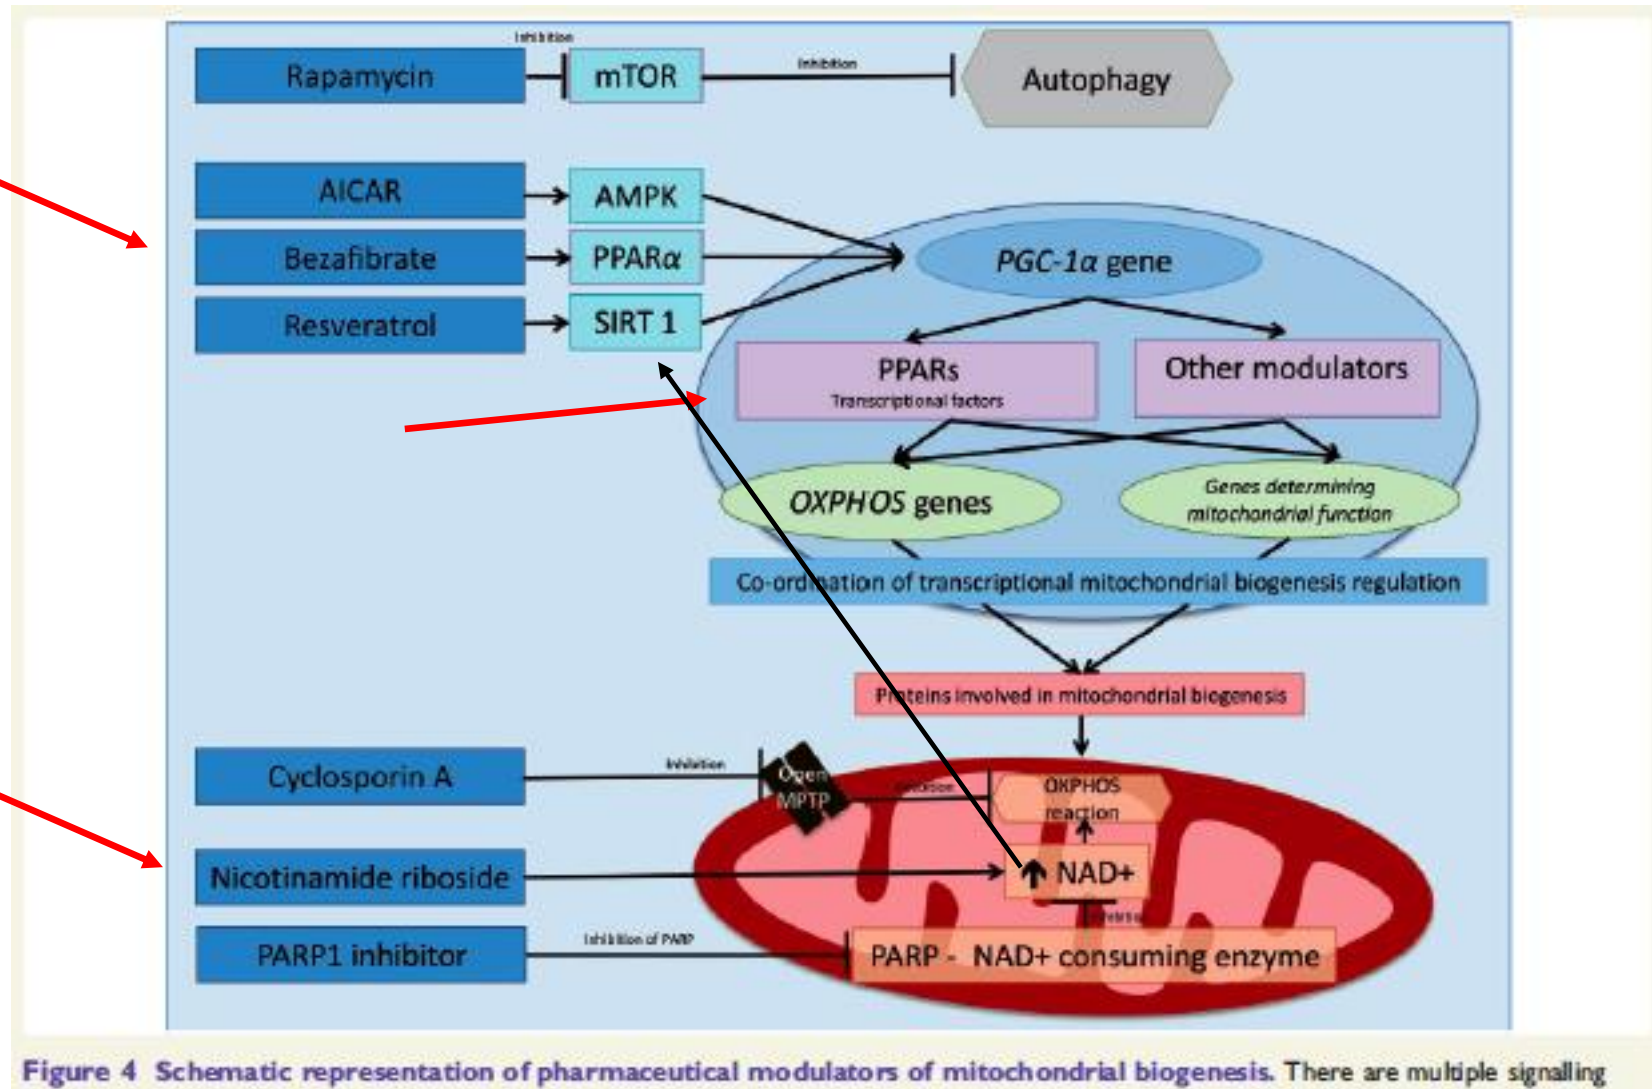 Inhibition
Rapamycin
mTOR
Inhibition
Autophagy
AICAR
AMPK
Bezafibrate
PPARα
PGC-1α gene
Resveratrol
SIRT 1
PPARs
Transcriptional factors
Other modulators
OXPHOS genes
Genes determining
mitochondrial function
Co-ordination of transcriptional mitochondrial biogenesis regulation
Proteins involved in mitochondrial biogenesis
Cyclosporin A
Inhibition
Open
MPTP
Inhibition
OXPHOS
reaction
Nicotinamide riboside
NAD+
Inhibition
PARP1 inhibitor
Inhibition of PARP
PARP - NAD+ consuming enzyme
Figure 4 Schematic representation of pharmaceutical modulators of mitochondrial biogenesis. There are multiple signalling